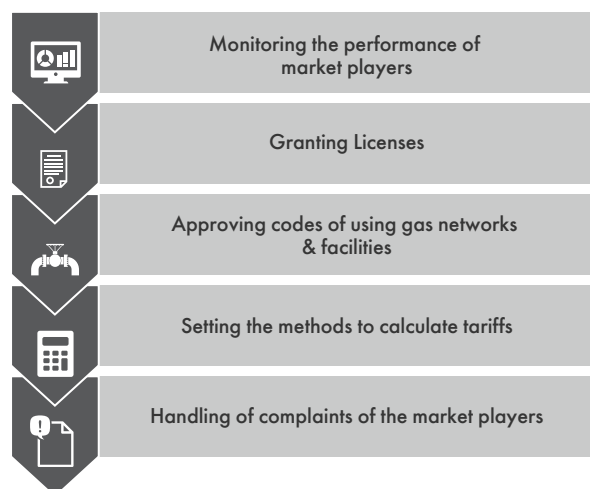 Monitoring the performance of
market players
Granting Licenses
Approving codes of using gas networks
& facilities
Setting the methods to calculate tariffs
Handling of complaints of the market players